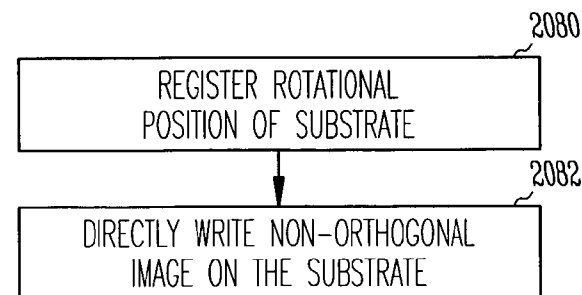 2080
REGISTER ROTATIONAL
POSITION OF SUBSTRATE
2082
DIRECTLY WRITE NON-ORTHOGONAL
IMAGE ON THE SUBSTRATE